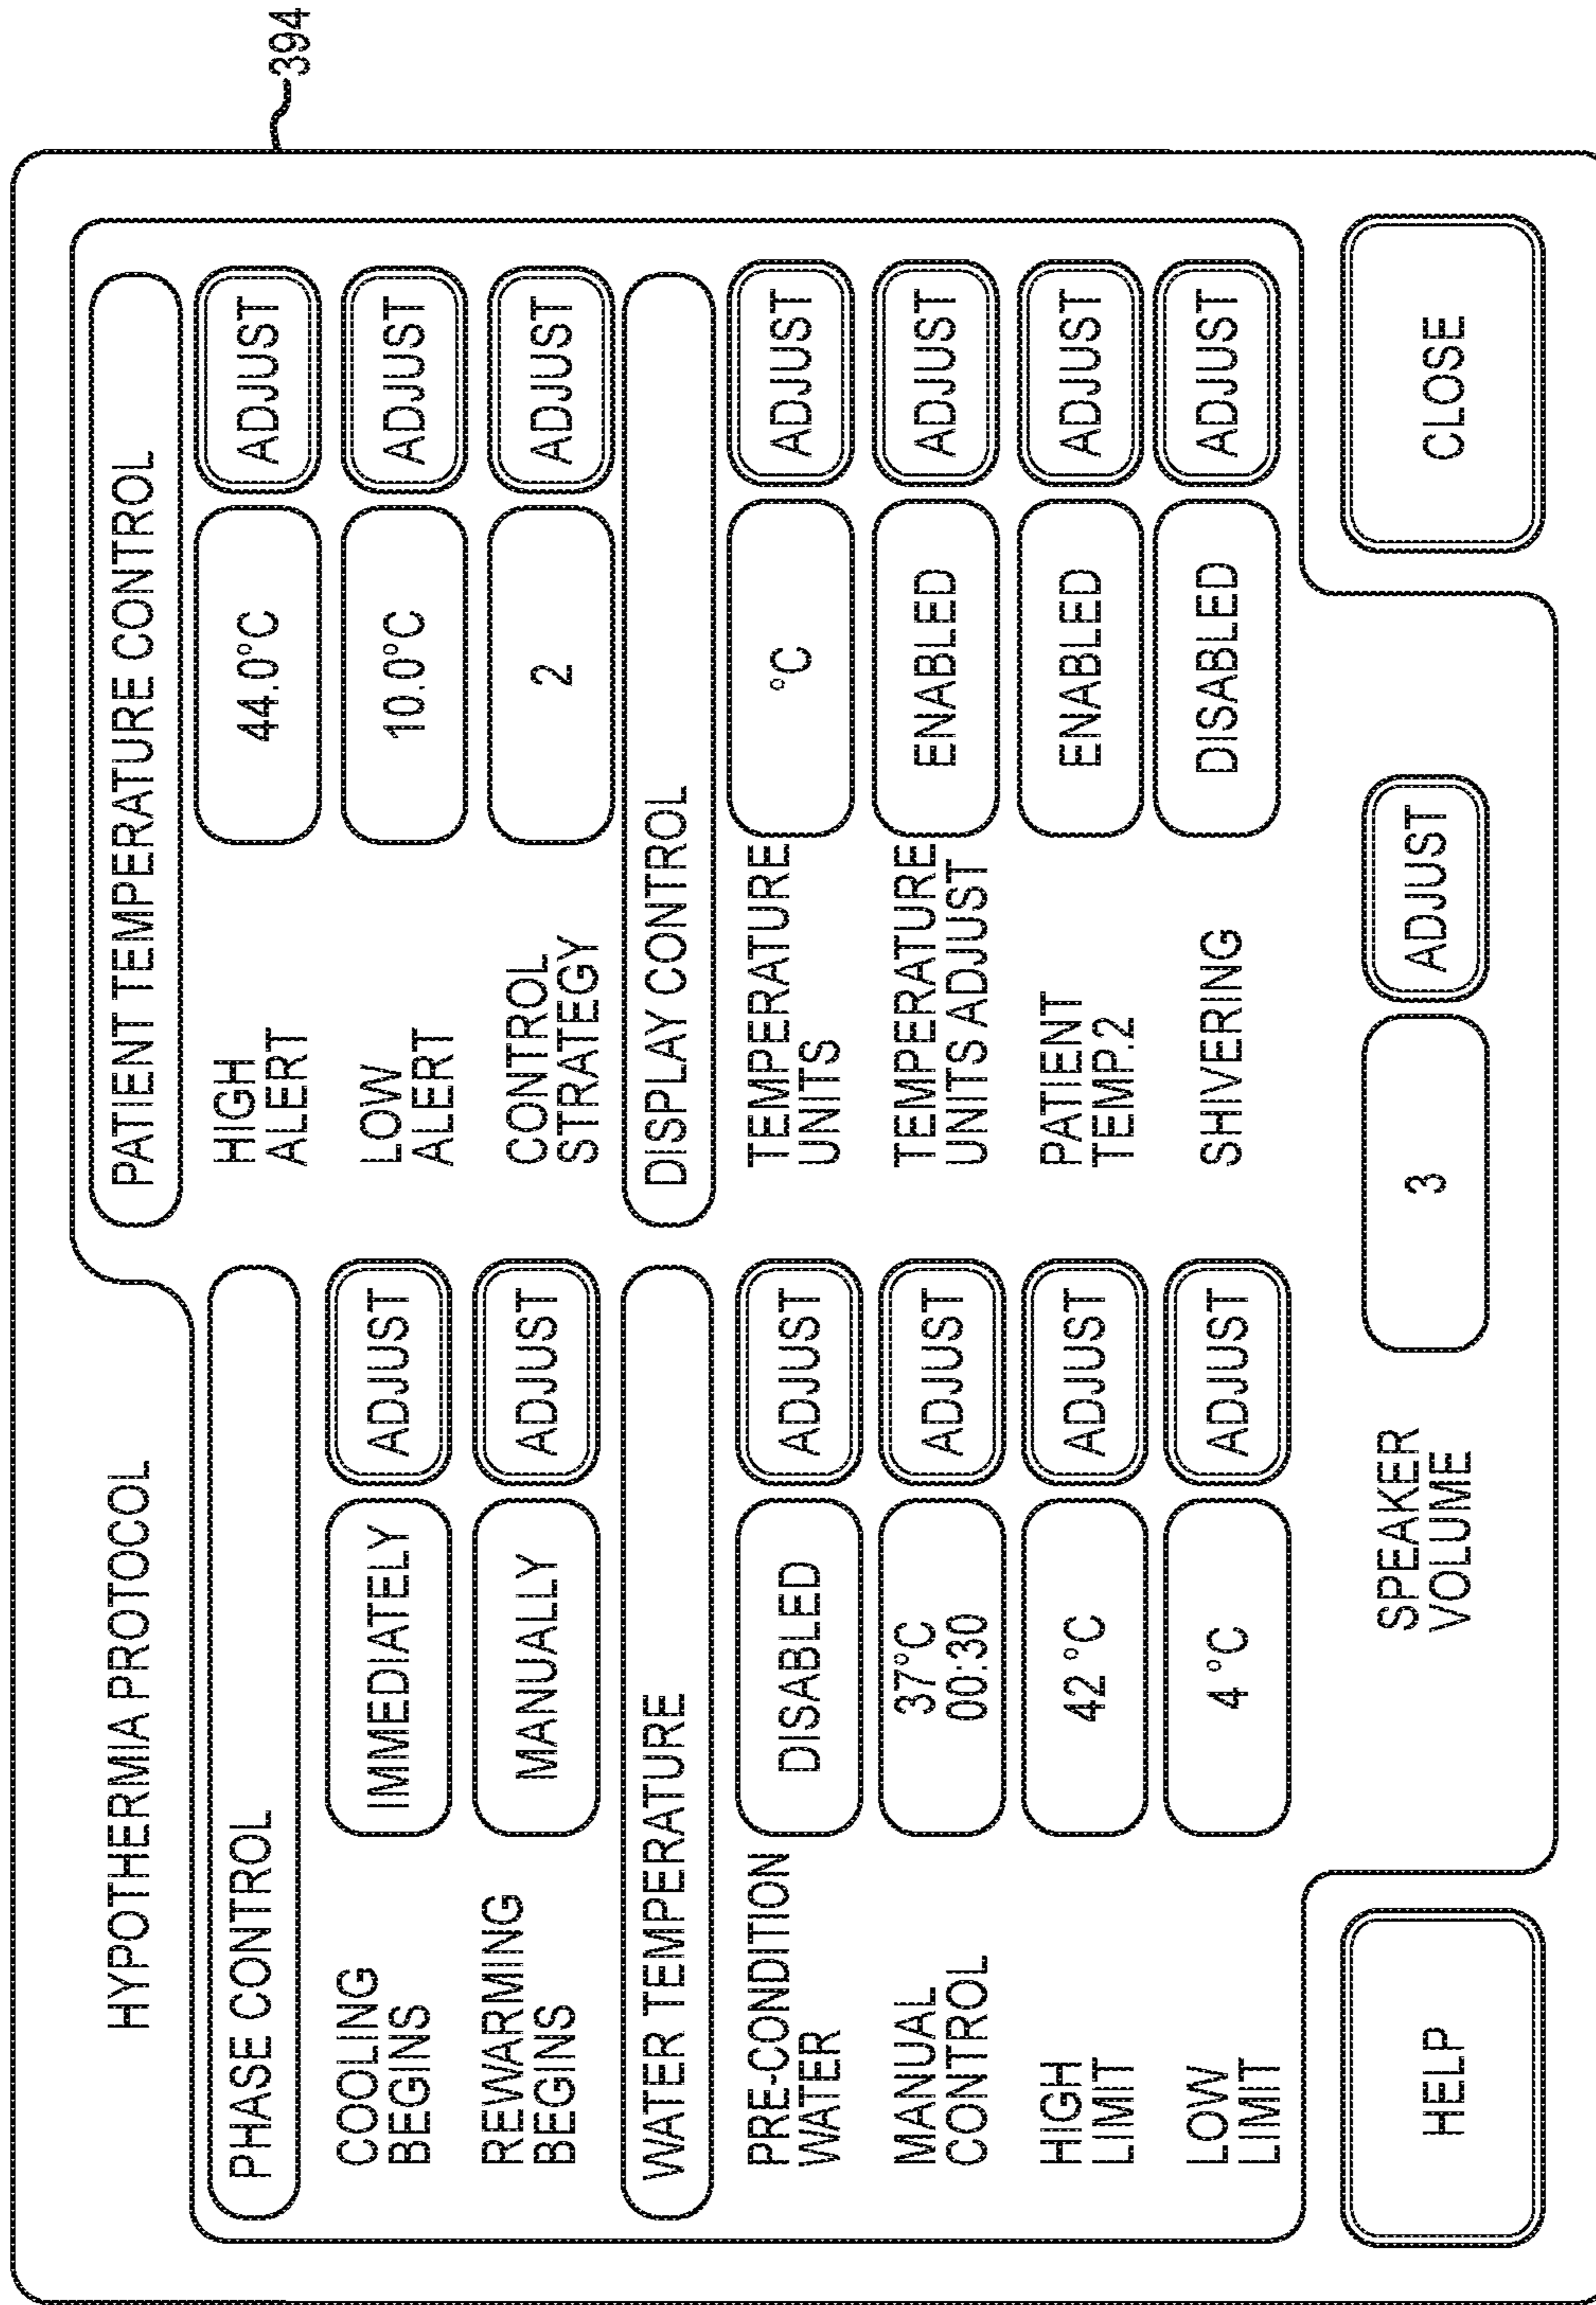 394
HYPOTHERMIA PROTOCOL
PHASE CONTROL
COOLING
BEGINS
IMMEDIATELY
ADJUST
REWARMING
BEGINS
MANUALLY
ADJUST
WATER TEMPERATURE
PRE-CONDITION
WATER
DISABLED
ADJUST
MANUAL
CONTROL
37°C
00:30
ADJUST
HIGH
LIMIT
42 °C
ADJUST
LOW
LIMIT
4 °C
ADJUST
PATIENT TEMPERATURE CONTROL
HIGH
ALERT
44.0°C
ADJUST
LOW
ALERT
10.0°C
ADJUST
CONTROL
STRATEGY
2
ADJUST
DISPLAY CONTROL
TEMPERATURE
UNITS
°C
ADJUST
TEMPERATURE
UNITS ADJUST
ENABLED
ADJUST
PATIENT
TEMP.2
ENABLED
ADJUST
SHIVERING
DISABLED
ADJUST
HELP
SPEAKER
VOLUME
3
ADJUST
CLOSE